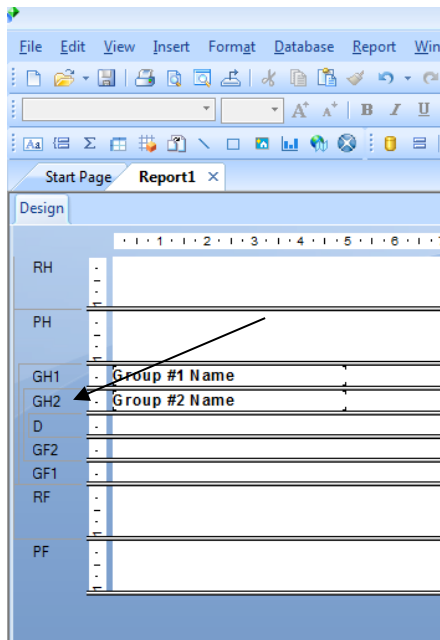 File Edit View Insert Format Database Report Win
A A B I U
Aa Σ
Start Page Report1 ×
Design
1 2 3 4 5 6
RH
PH
GH1 Group #1 Name
GH2 Group #2 Name
D
GF2
GF1
RF
PF